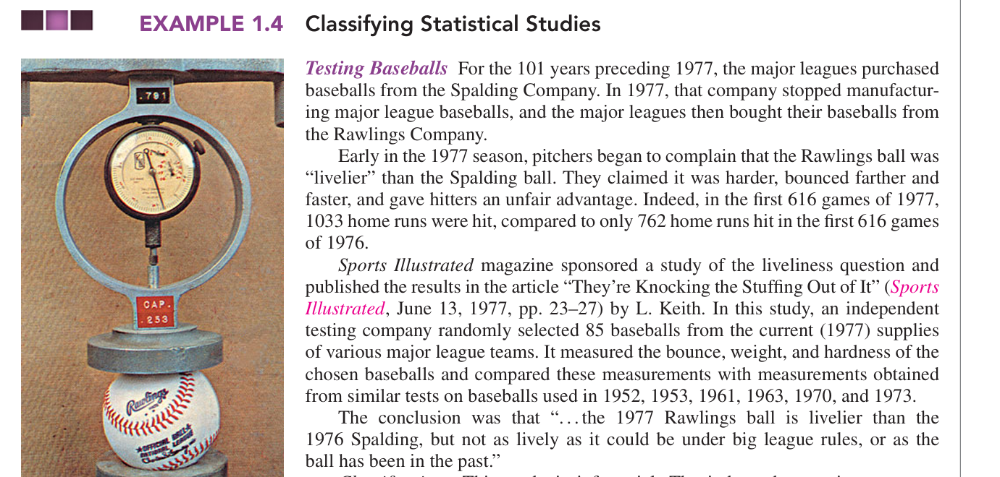 EXAMPLE 1.4 Classifying Statistical Studies
Testing Baseballs For the 101 years preceding 1977, the major leagues purchased
baseballs from the Spalding Company. In 1977, that company stopped manufactur-
ing major league baseballs, and the major leagues then bought their baseballs from
the Rawlings Company.
Early in the 1977 season, pitchers began to complain that the Rawlings ball was
“livelier” than the Spalding ball. They claimed it was harder, bounced farther and
faster, and gave hitters an unfair advantage. Indeed, in the first 616 games of 1977,
1033 home runs were hit, compared to only 762 home runs hit in the first 616 games
of 1976.
Sports Illustrated magazine sponsored a study of the liveliness question and
published the results in the article “They’re Knocking the Stuffing Out of It” (Sports
Illustrated, June 13, 1977, pp. 23–27) by L. Keith. In this study, an independent
testing company randomly selected 85 baseballs from the current (1977) supplies
of various major league teams. It measured the bounce, weight, and hardness of the
chosen baseballs and compared these measurements with measurements obtained
from similar tests on baseballs used in 1952, 1953, 1961, 1963, 1970, and 1973.
The conclusion was that “...the 1977 Rawlings ball is livelier than the
1976 Spalding, but not as lively as it could be under big league rules, or as the
ball has been in the past.”
.791
CAP.
.253
Rawlings
OFFICIAL BALL
NATIONAL LEAGUE